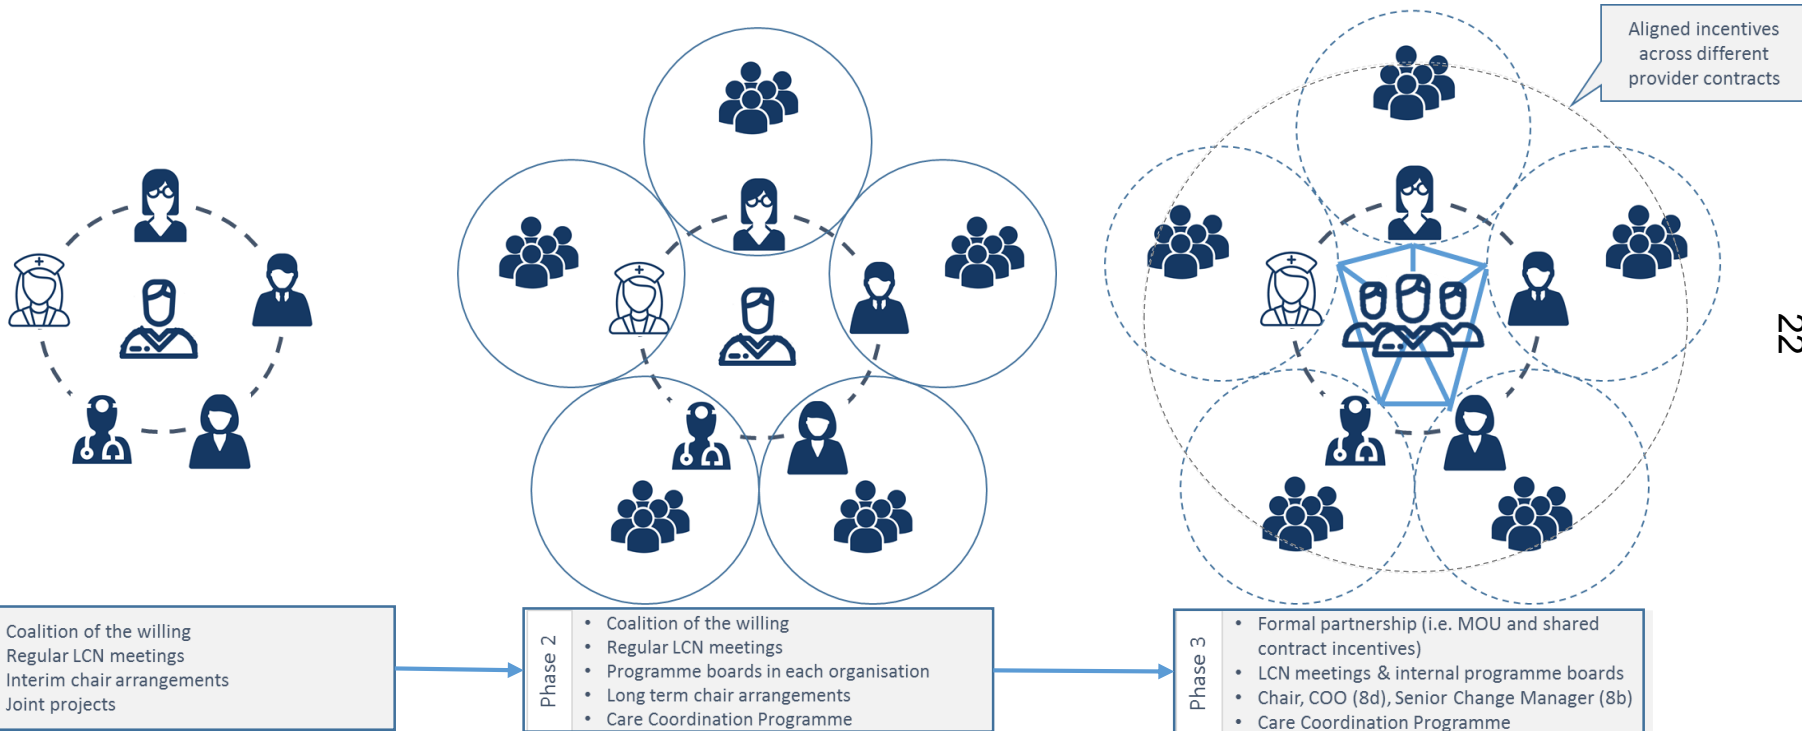 Aligned incentives
across different
provider contracts
22
Coalition of the willing
Regular LCN meetings
Interim chair arrangements
Joint projects
Phase 2
• Coalition of the willing
• Regular LCN meetings
• Programme boards in each organisation
• Long term chair arrangements
• Care Coordination Programme
Phase 3
• Formal partnership (i.e. MOU and shared
contract incentives)
• LCN meetings & internal programme boards
• Chair, COO (8d), Senior Change Manager (8b)
• Care Coordination Programme